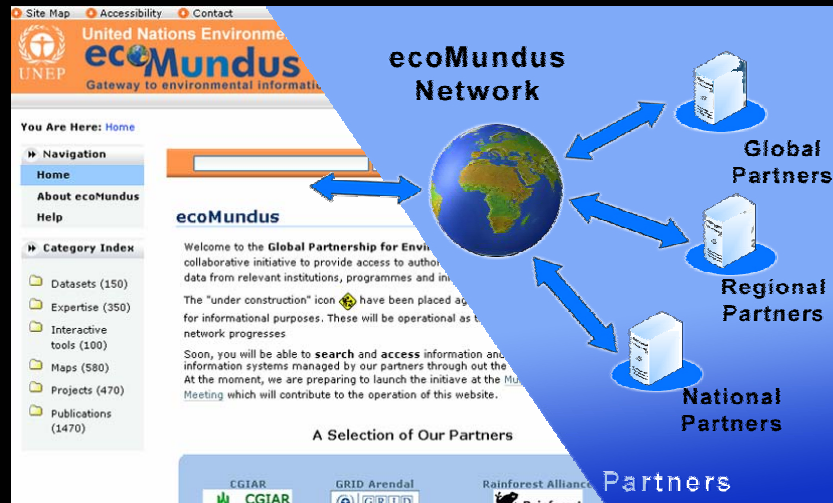 Site Map Accessibility Contact
United Nations Environme
UNEP
ecoMundus
Gateway to environmental informatio
You Are Here: Home
Navigation
Home
About ecoMundus
Help
Category Index
Datasets (150)
Expertise (350)
Interactive
tools (100)
Maps (580)
Projects (470)
Publications
(1470)
ecoMundus
Welcome to the Global Partnership for Envir
collaborative initiative to provide access to author
data from relevant institutions, programmes and in
The "under construction" icon have been placed ag
for informational purposes. These will be operational as t
network progresses
Soon, you will be able to search and access information and
information systems managed by our partners through out the
At the moment, we are preparing to launch the initiave at the Mu
Meeting which will contribute to the operation of this website.
A Selection of Our Partners
CGIAR
CGIAR
GRID Arendal
GRID
Rainforest Alliance
Rainforest
ecoMundus
Network
Global
Partners
Regional
Partners
National
Partners
Partners